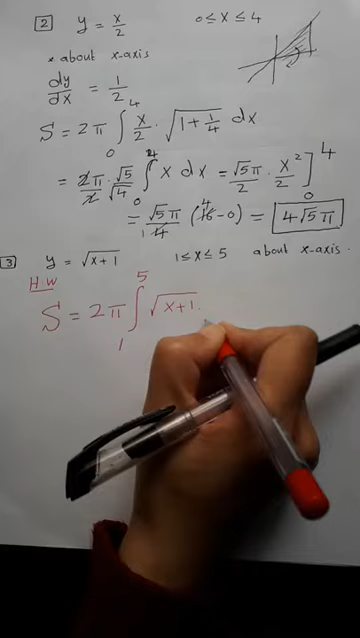 2 y = x/2 0 ≤ x ≤ 4
* about x-axis
dy/dx = 1/2
S = 2π ∫₀⁴ x/2 · √(1 + 1/4) dx
= 2π/2 · √5/√4 ∫₀⁴ x dx = √5π/2 · x²/2 ]₀⁴
= √5π/4 (16-0) = 4√5π
3 y = √(x+1) 1 ≤ x ≤ 5 about x-axis.
HW
S = 2π ∫₁⁵ √(x+1) ·